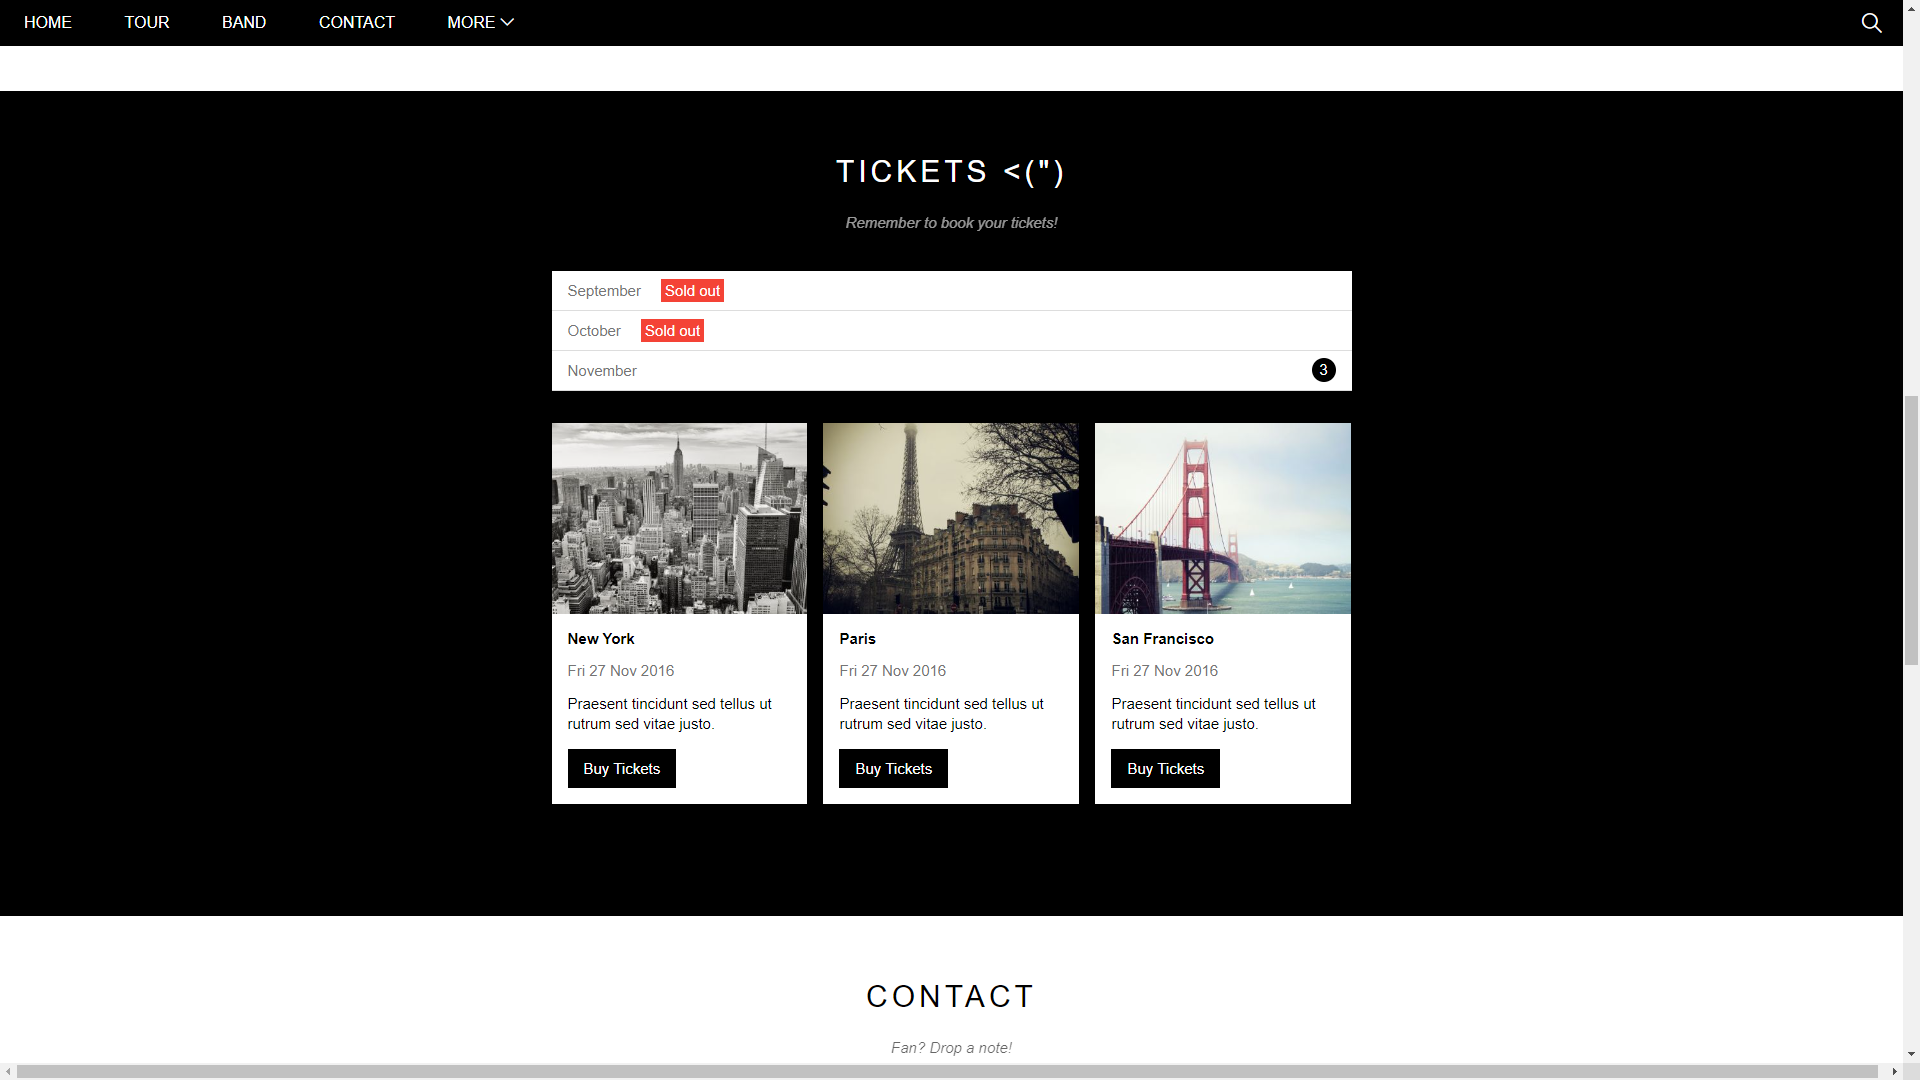 HOME TOUR BAND CONTACT MORE
TICKETS <(")
Remember to book your tickets!
September Sold out
October Sold out
November 3
New York
Fri 27 Nov 2016
Praesent tincidunt sed tellus ut
rutrum sed vitae justo.
Buy Tickets
Paris
Fri 27 Nov 2016
Praesent tincidunt sed tellus ut
rutrum sed vitae justo.
Buy Tickets
San Francisco
Fri 27 Nov 2016
Praesent tincidunt sed tellus ut
rutrum sed vitae justo.
Buy Tickets
CONTACT
Fan? Drop a note!